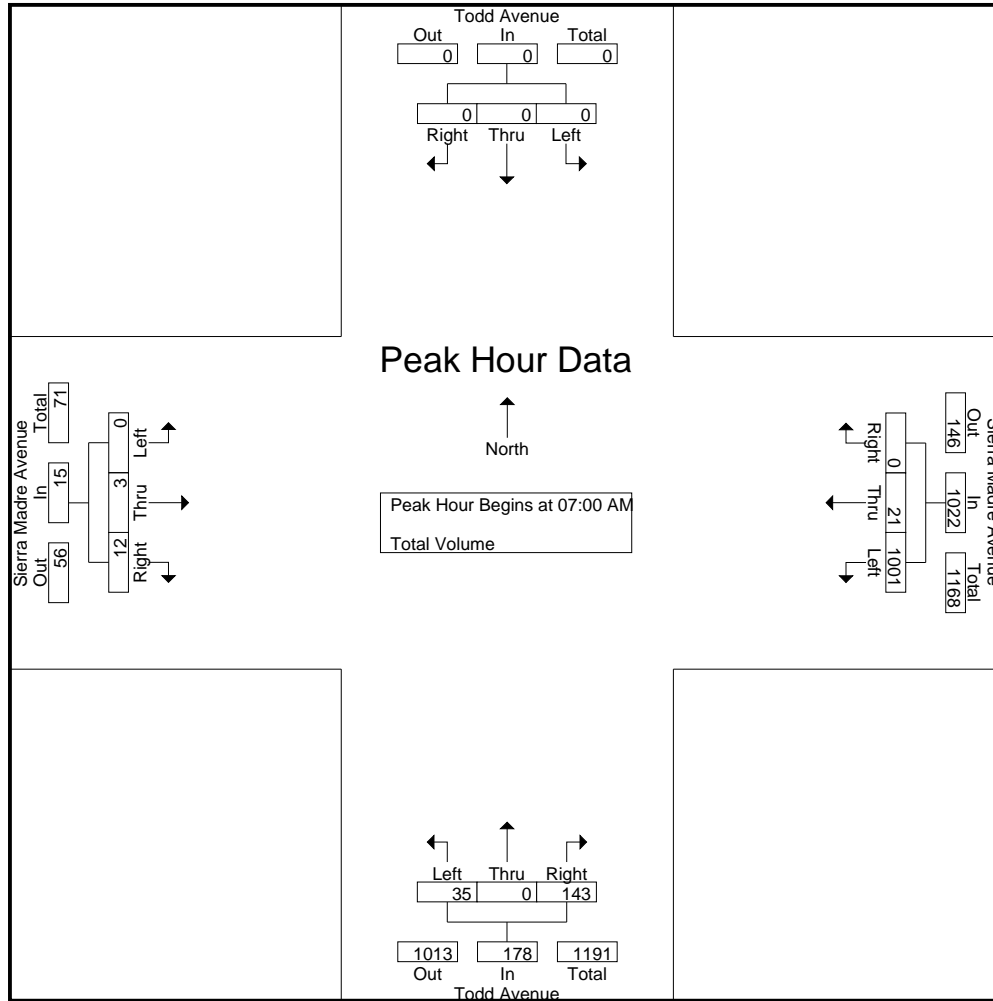 Todd Avenue
Out In Total
0 0 0
0 0 0
Right Thru Left
Peak Hour Data
North
Peak Hour Begins at 07:00 AM
Total Volume
Sierra Madre Avenue
Total In Out
71 15 56
0 3 12
Left Thru Right
Right Thru Left
0 21 1001
146 1022 1168
Out In Total
Sierra Madre Avenue
Left Thru Right
35 0 143
1013 178 1191
Out In Total
Todd Avenue